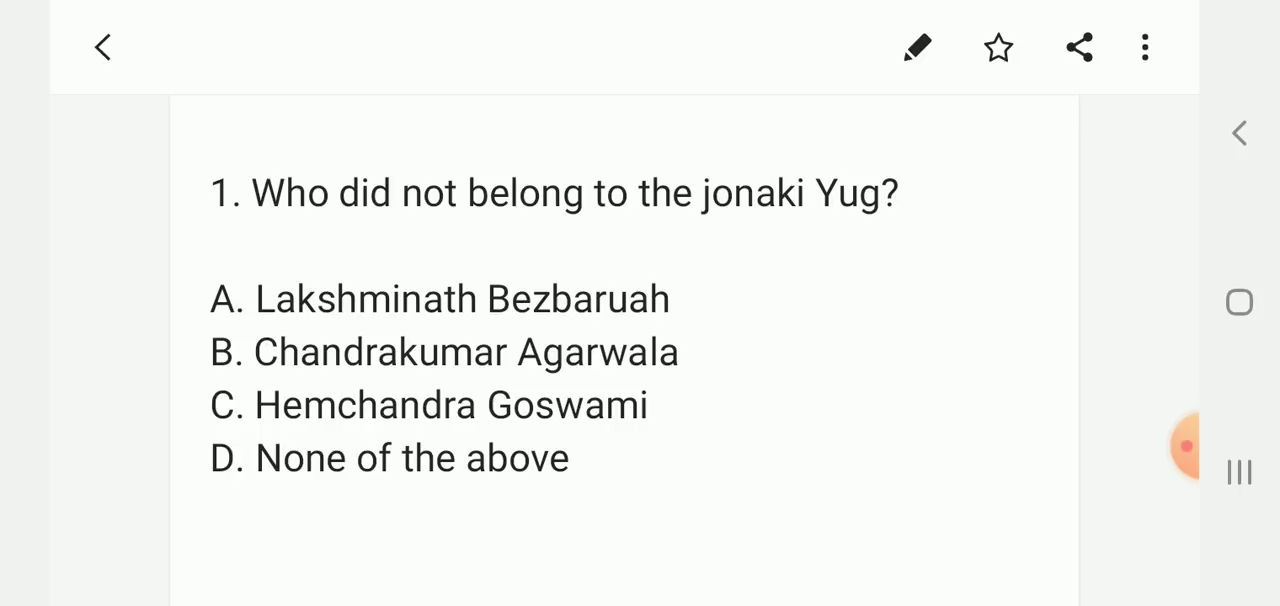 1. Who did not belong to the jonaki Yug?
A. Lakshminath Bezbaruah
B. Chandrakumar Agarwala
C. Hemchandra Goswami
D. None of the above